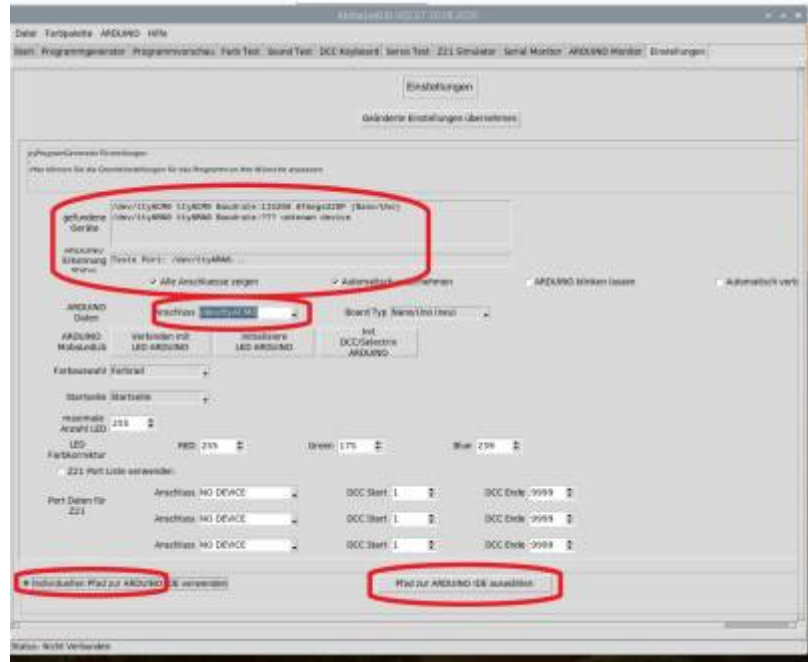 Datei Farbpalette ARDUINO Hilfe
Start Programmgenerator Programmvorschau Farb Test Sound Test DCC Keyboard Servo Test Z21 Simulator Serial Monitor ARDUINO Monitor Einstellungen
Einstellungen
Geänderte Einstellungen übernehmen
pyProgramGenerator Einstellungen
gefundene Geräte
/dev/ttyACM0 ttyACM0 Baudrate:115200 ATmega328P (Nano/Uno)
/dev/ttyAMA0 ttyAMA0 Baudrate:??? unknown device
ARDUINO Erkennung Status
Teste Port: /dev/ttyAMA0...
Alle Anschluesse zeigen
Automatisch
ARDUINO blinken lassen
Automatisch
ARDUINO Daten
Anschluss
Board Typ Nano/Uno (neu)
ARDUINO
Verbinden mit LED ARDUINO
Initialisiere LED ARDUINO
Init DCC/Selectrix ARDUINO
Farbauswahl Farbrad
Startseite Startseite
maximale Anzahl LED 255
LED Farbkorrektur
RED 255 Green 175 Blue
Z21 Port Liste verwenden
Port Daten für Z21
Anschluss NO DEVICE DCC Start 1 DCC Ende 9999
Anschluss NO DEVICE DCC Start 1 DCC Ende 9999
Anschluss NO DEVICE DCC Start 1 DCC Ende 9999
Individuellen Pfad zur ARDUINO IDE verwenden
Pfad zur ARDUINO IDE auswählen
Status: Nicht Verbunden